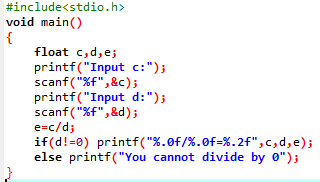 #include<stdio.h>
void main()
{
float c,d,e;
printf("Input c:");
scanf("%f",&c);
printf("Input d:");
scanf("%f",&d);
e=c/d;
if(d!=0) printf("%.0f/%.0f=%.2f",c,d,e);
else printf("You cannot divide by 0");
}